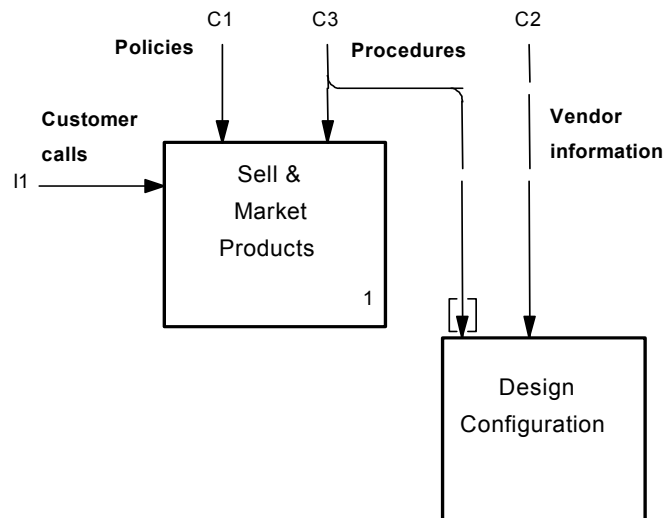 C1
C3
C2
Policies
Procedures
Customer
calls
Vendor
information
I1
Sell &
Market
Products
1
Design
Configuration